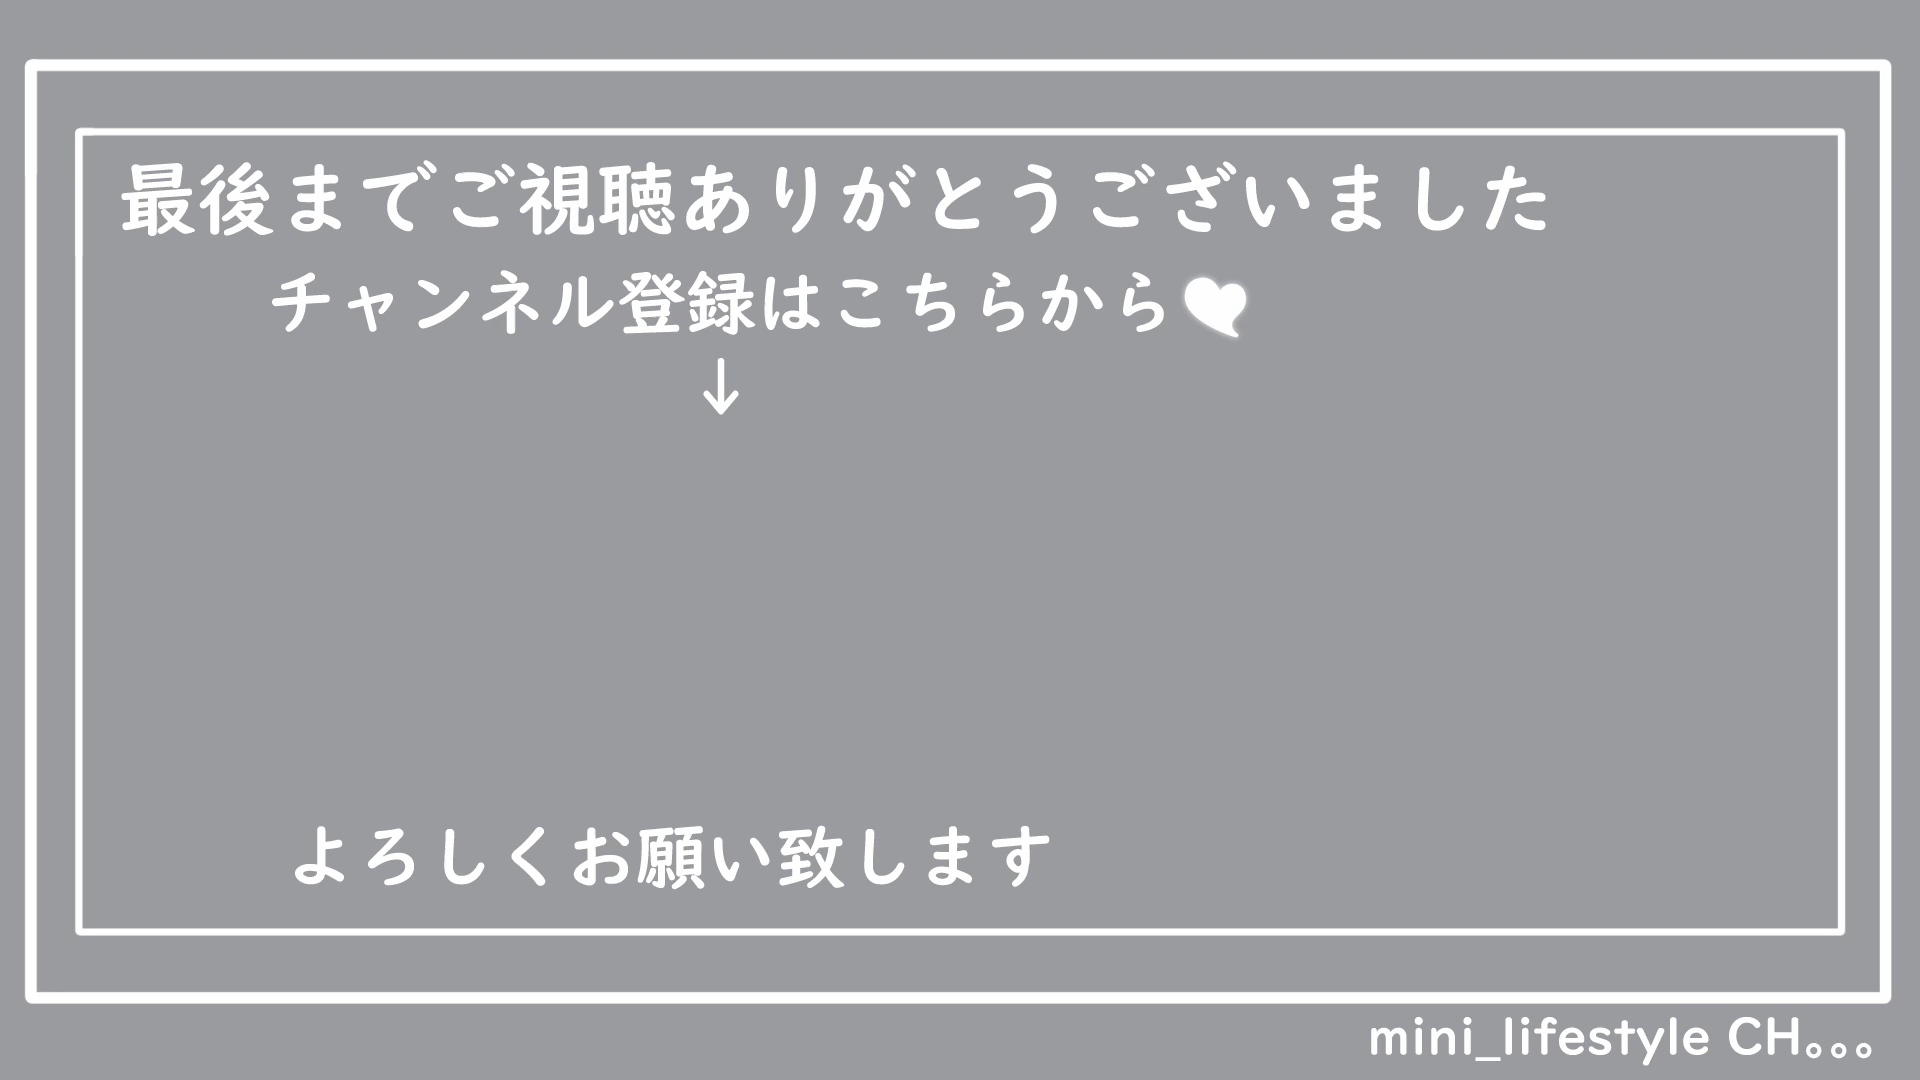 最後までご視聴ありがとうございました
チャンネル登録はこちらから♥
↓
よろしくお願い致します
mini_lifestyle CH。。。